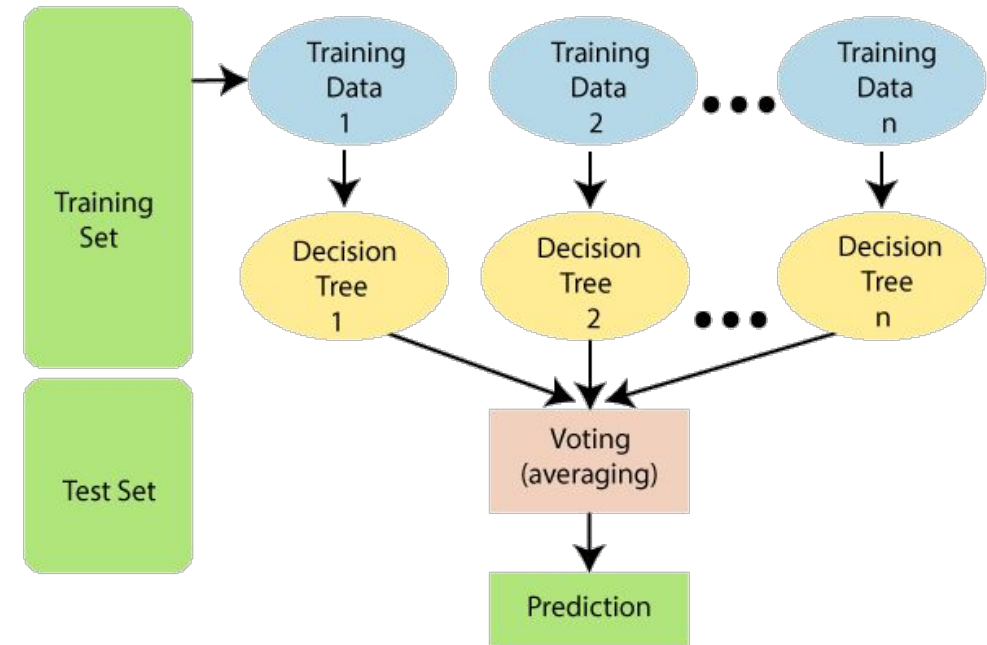 Training
Set
Test Set
Training
Data
1
Training
Data
2
Training
Data
n
Decision
Tree
1
Decision
Tree
2
Decision
Tree
n
Voting
(averaging)
Prediction